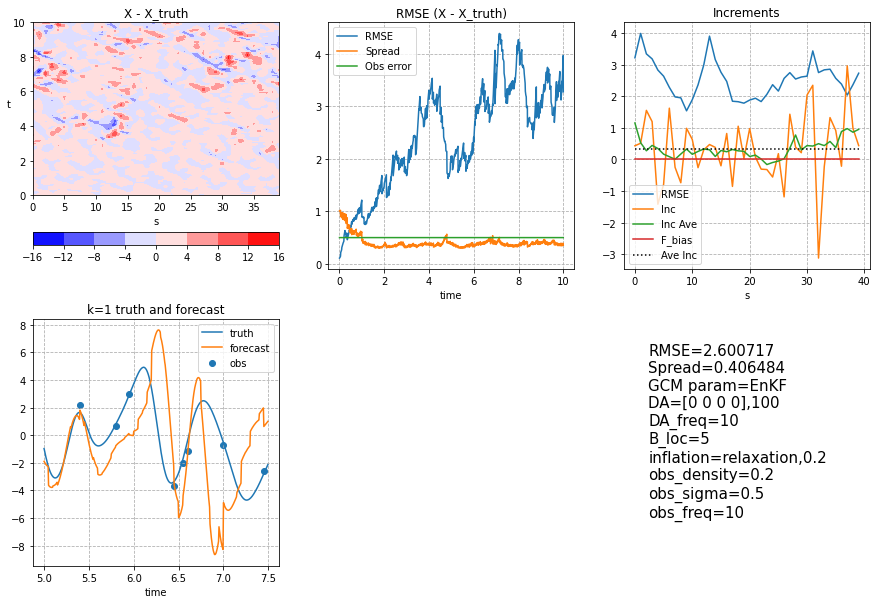 X - X_truth
10
8
6
4
2
0
t
0 5 10 15 20 25 30 35
s
−16 −12 −8 −4 0 4 8 12 16
RMSE (X - X_truth)
RMSE
Spread
Obs error
4
3
2
1
0
0 2 4 6 8 10
time
Increments
4
3
2
1
0
−1
−2
−3
RMSE
Inc
Inc Ave
F_bias
Ave Inc
0 10 20 30 40
s
k=1 truth and forecast
truth
forecast
obs
8
6
4
2
0
−2
−4
−6
−8
5.0 5.5 6.0 6.5 7.0 7.5
time
RMSE=2.600717
Spread=0.406484
GCM param=EnKF
DA=[0 0 0 0],100
DA_freq=10
B_loc=5
inflation=relaxation,0.2
obs_density=0.2
obs_sigma=0.5
obs_freq=10